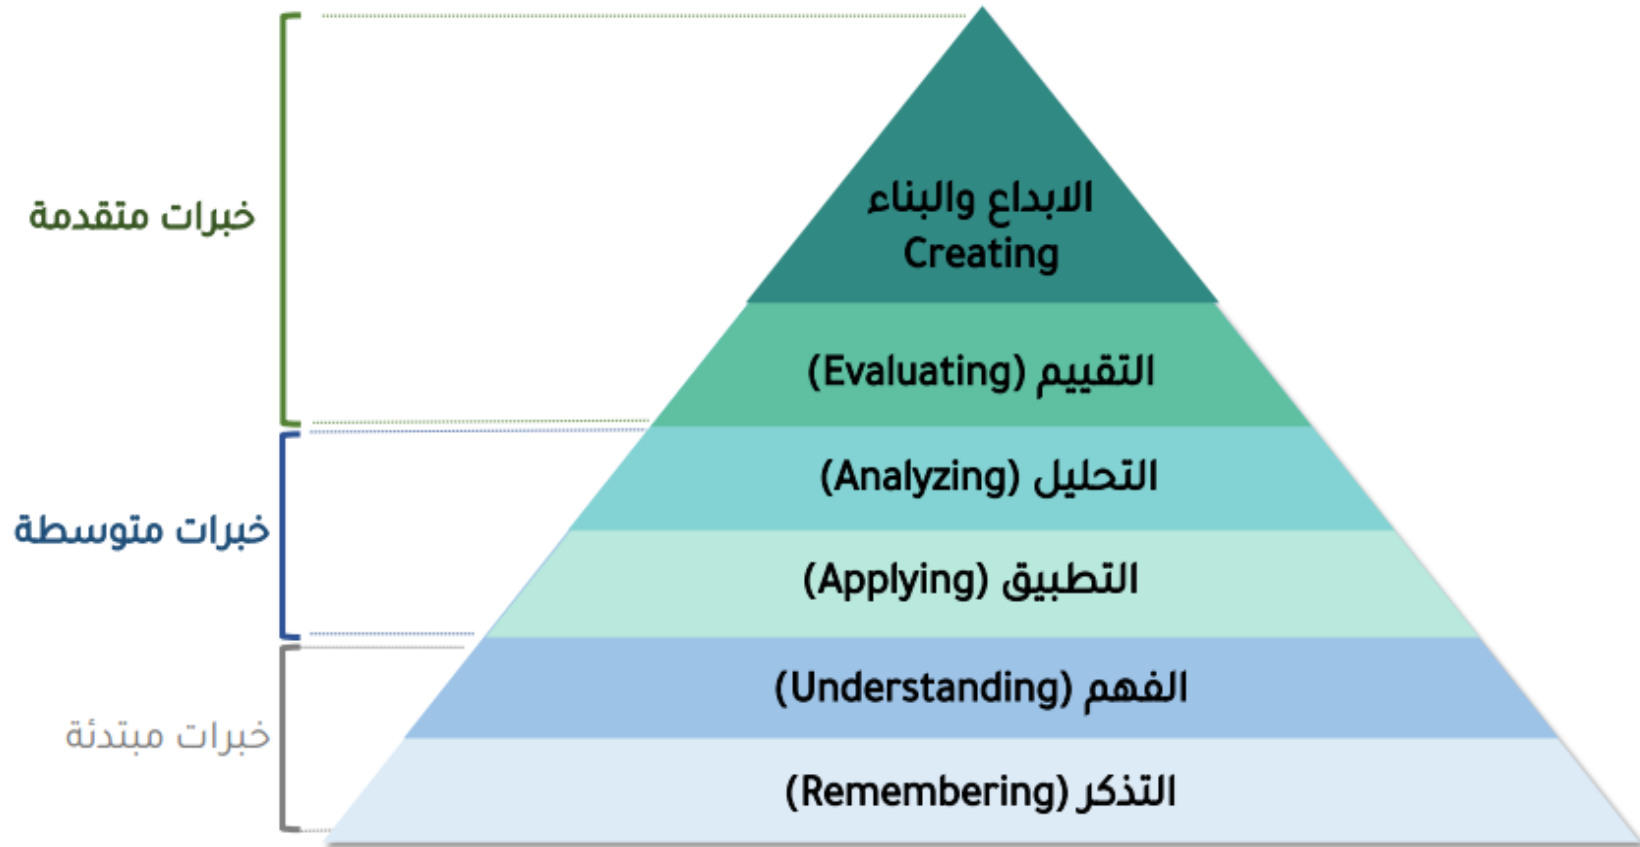 الابداع والبناء
Creating
خبرات متقدمة
التقييم (Evaluating)
التحليل (Analyzing)
خبرات متوسطة
التطبيق (Applying)
الفهم (Understanding)
خبرات مبتدئة
التذكر (Remembering)